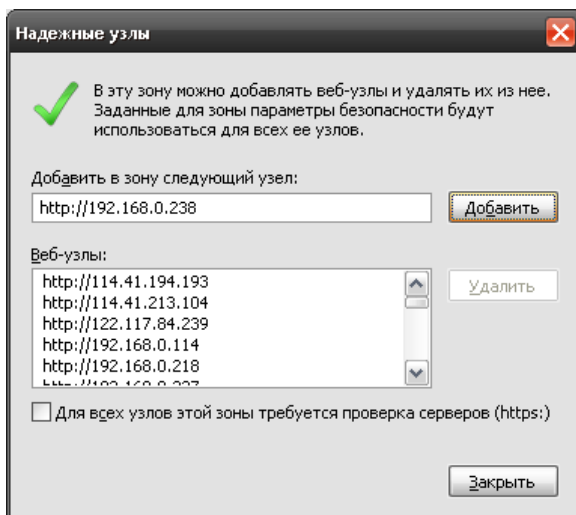 Надежные узлы
В эту зону можно добавлять веб-узлы и удалять их из нее.
Заданные для зоны параметры безопасности будут
использоваться для всех ее узлов.
Добавить в зону следующий узел:
http://192.168.0.238
Добавить
Веб-узлы:
http://114.41.194.193
http://114.41.213.104
http://122.117.84.239
http://192.168.0.114
http://192.168.0.218
Удалить
Для всех узлов этой зоны требуется проверка серверов (https:)
Закрыть